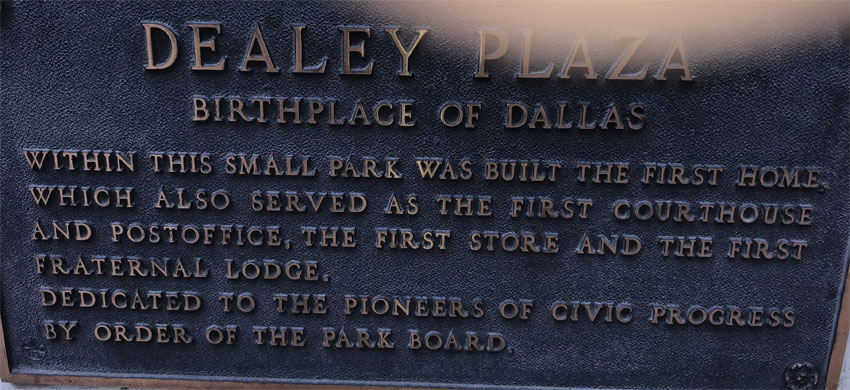 DEALEY PLAZA
BIRTHPLACE OF DALLAS
WITHIN THIS SMALL PARK WAS BUILT THE FIRST HOME,
WHICH ALSO SERVED AS THE FIRST COURTHOUSE
AND POSTOFFICE, THE FIRST STORE AND THE FIRST
FRATERNAL LODGE.
DEDICATED TO THE PIONEERS OF CIVIC PROGRESS
BY ORDER OF THE PARK BOARD.